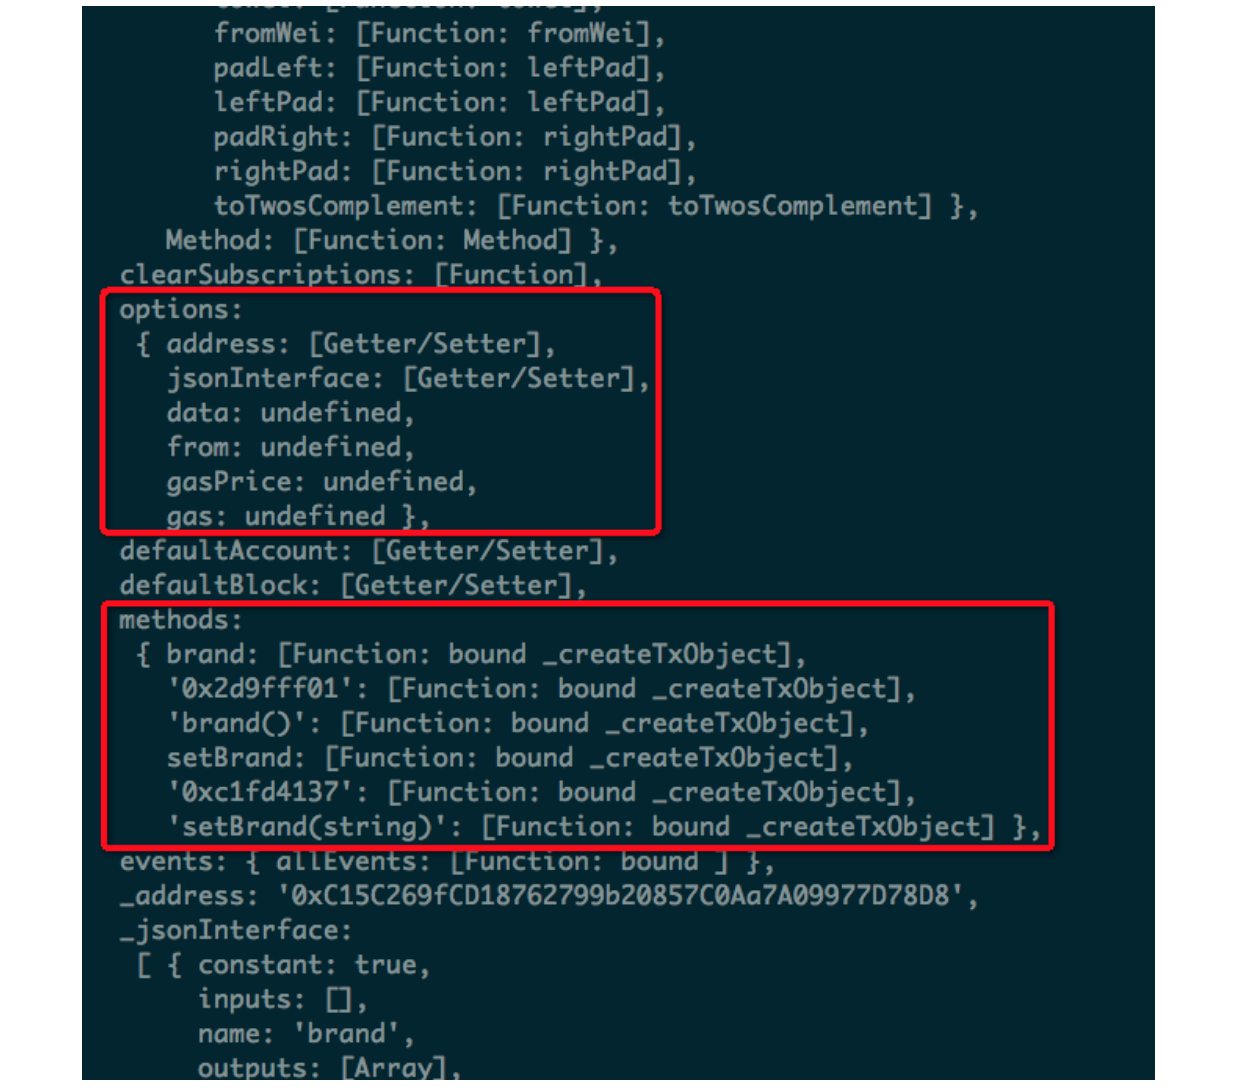 fromWei: [Function: fromWei],
padLeft: [Function: leftPad],
leftPad: [Function: leftPad],
padRight: [Function: rightPad],
rightPad: [Function: rightPad],
toTwosComplement: [Function: toTwosComplement] },
Method: [Function: Method] },
clearSubscriptions: [Function],
options:
{ address: [Getter/Setter],
jsonInterface: [Getter/Setter],
data: undefined,
from: undefined,
gasPrice: undefined,
gas: undefined },
defaultAccount: [Getter/Setter],
defaultBlock: [Getter/Setter],
methods:
{ brand: [Function: bound _createTxObject],
'0x2d9fff01': [Function: bound _createTxObject],
'brand()': [Function: bound _createTxObject],
setBrand: [Function: bound _createTxObject],
'0xc1fd4137': [Function: bound _createTxObject],
'setBrand(string)': [Function: bound _createTxObject] },
events: { allEvents: [Function: bound ] },
_address: '0xC15C269fCD18762799b20857C0Aa7A09977D78D8',
_jsonInterface:
[ { constant: true,
inputs: [],
name: 'brand',
outputs: [Array],